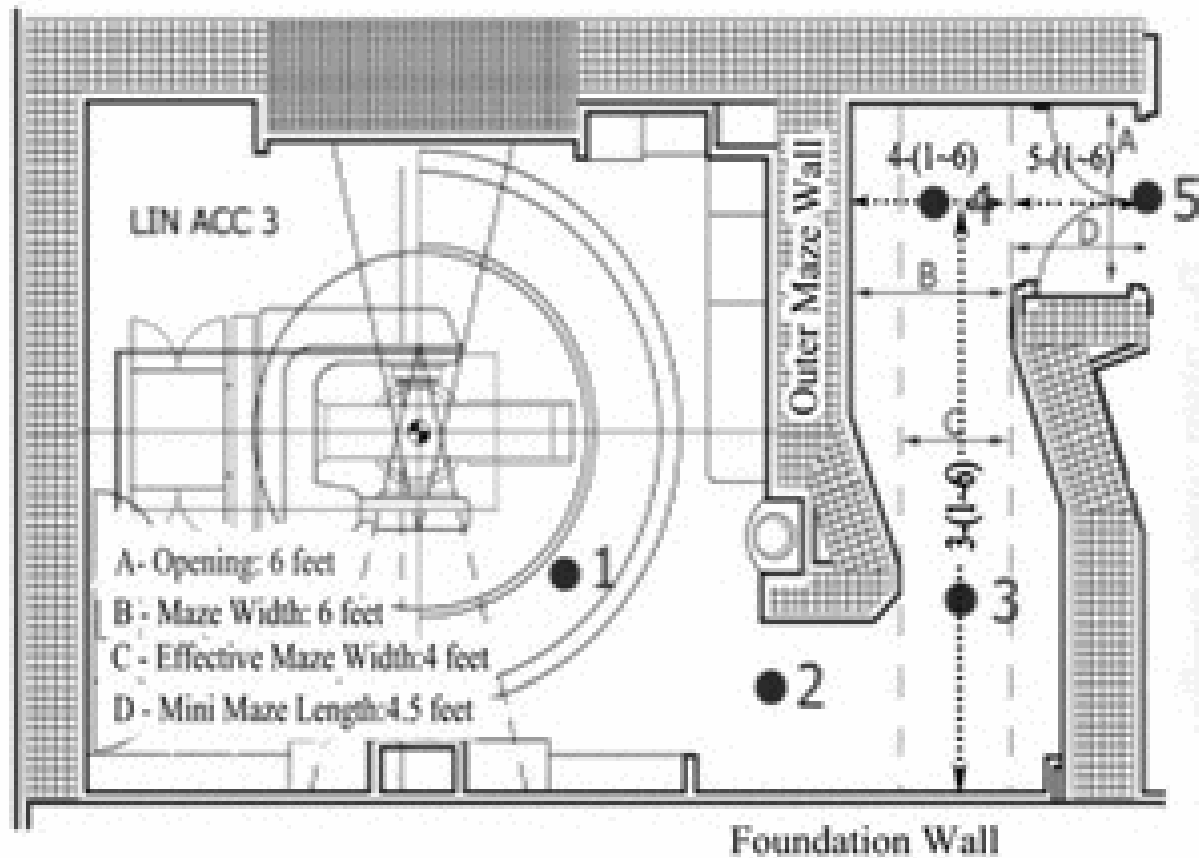 4-(1~6)
5-(1~6)
A
LIN ACC 3
Outer Maze Wall
4
5
D
B
C
3-(1-6)
A- Opening: 6 feet
1
B - Maze Width: 6 feet
3
C - Effective Maze Width:4 feet
2
D - Mini Maze Length:4.5 feet
Foundation Wall